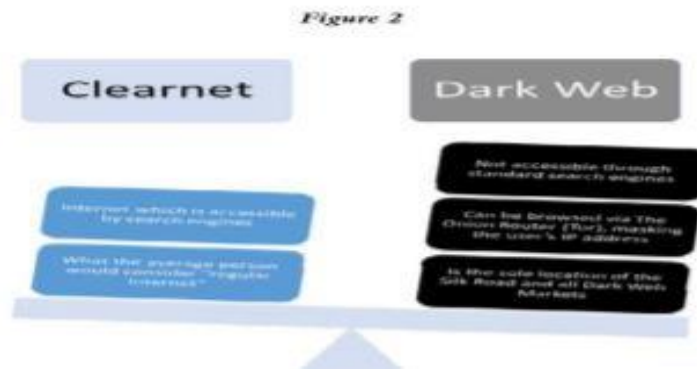 Figure 2
Clearnet
Dark Web
Internet which is accessible
by search engines
What the average person
would consider "regular
internet"
Not accessible through
standard search engines
Can be browsed via The
Onion Router (Tor), masking
the user's IP address
Is the sole location of the
Silk Road and all Dark Web
Markets